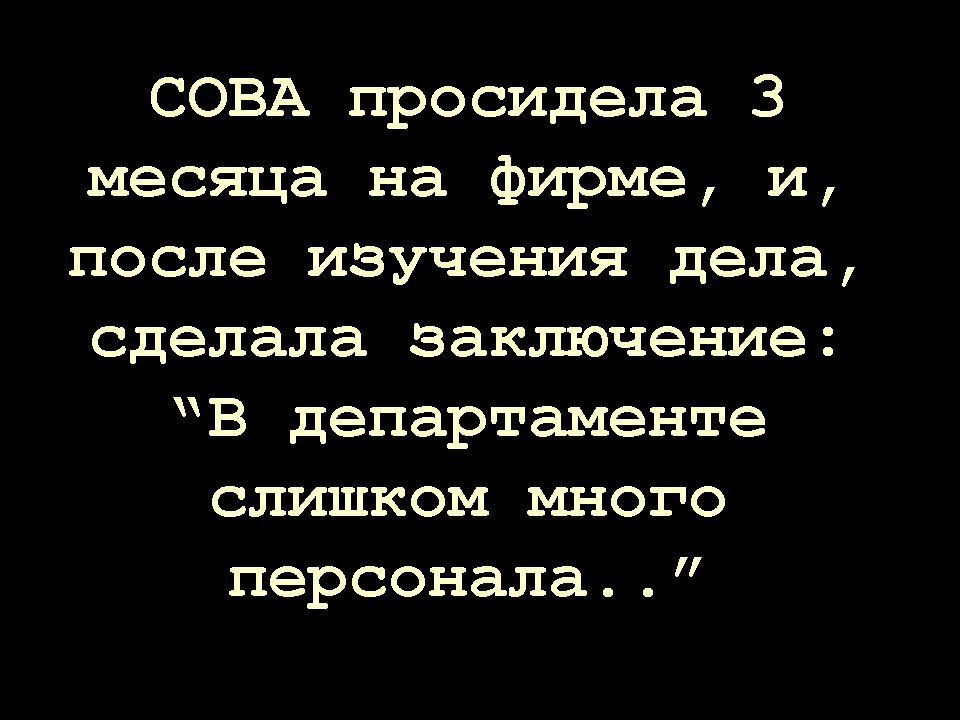 СОВА просидела 3
месяца на фирме, и,
после изучения дела,
сделала заключение:
“В департаменте
слишком много
персонала..”